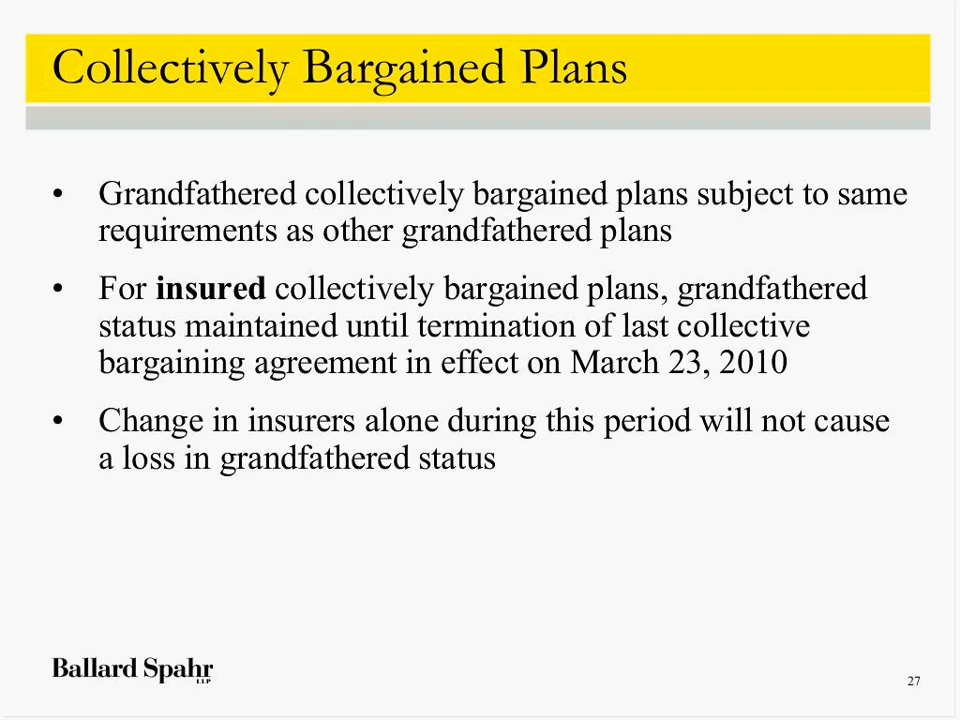 Collectively Bargained Plans
• Grandfathered collectively bargained plans subject to same
requirements as other grandfathered plans
• For insured collectively bargained plans, grandfathered
status maintained until termination of last collective
bargaining agreement in effect on March 23, 2010
• Change in insurers alone during this period will not cause
a loss in grandfathered status
Ballard Spahr
LLP
27